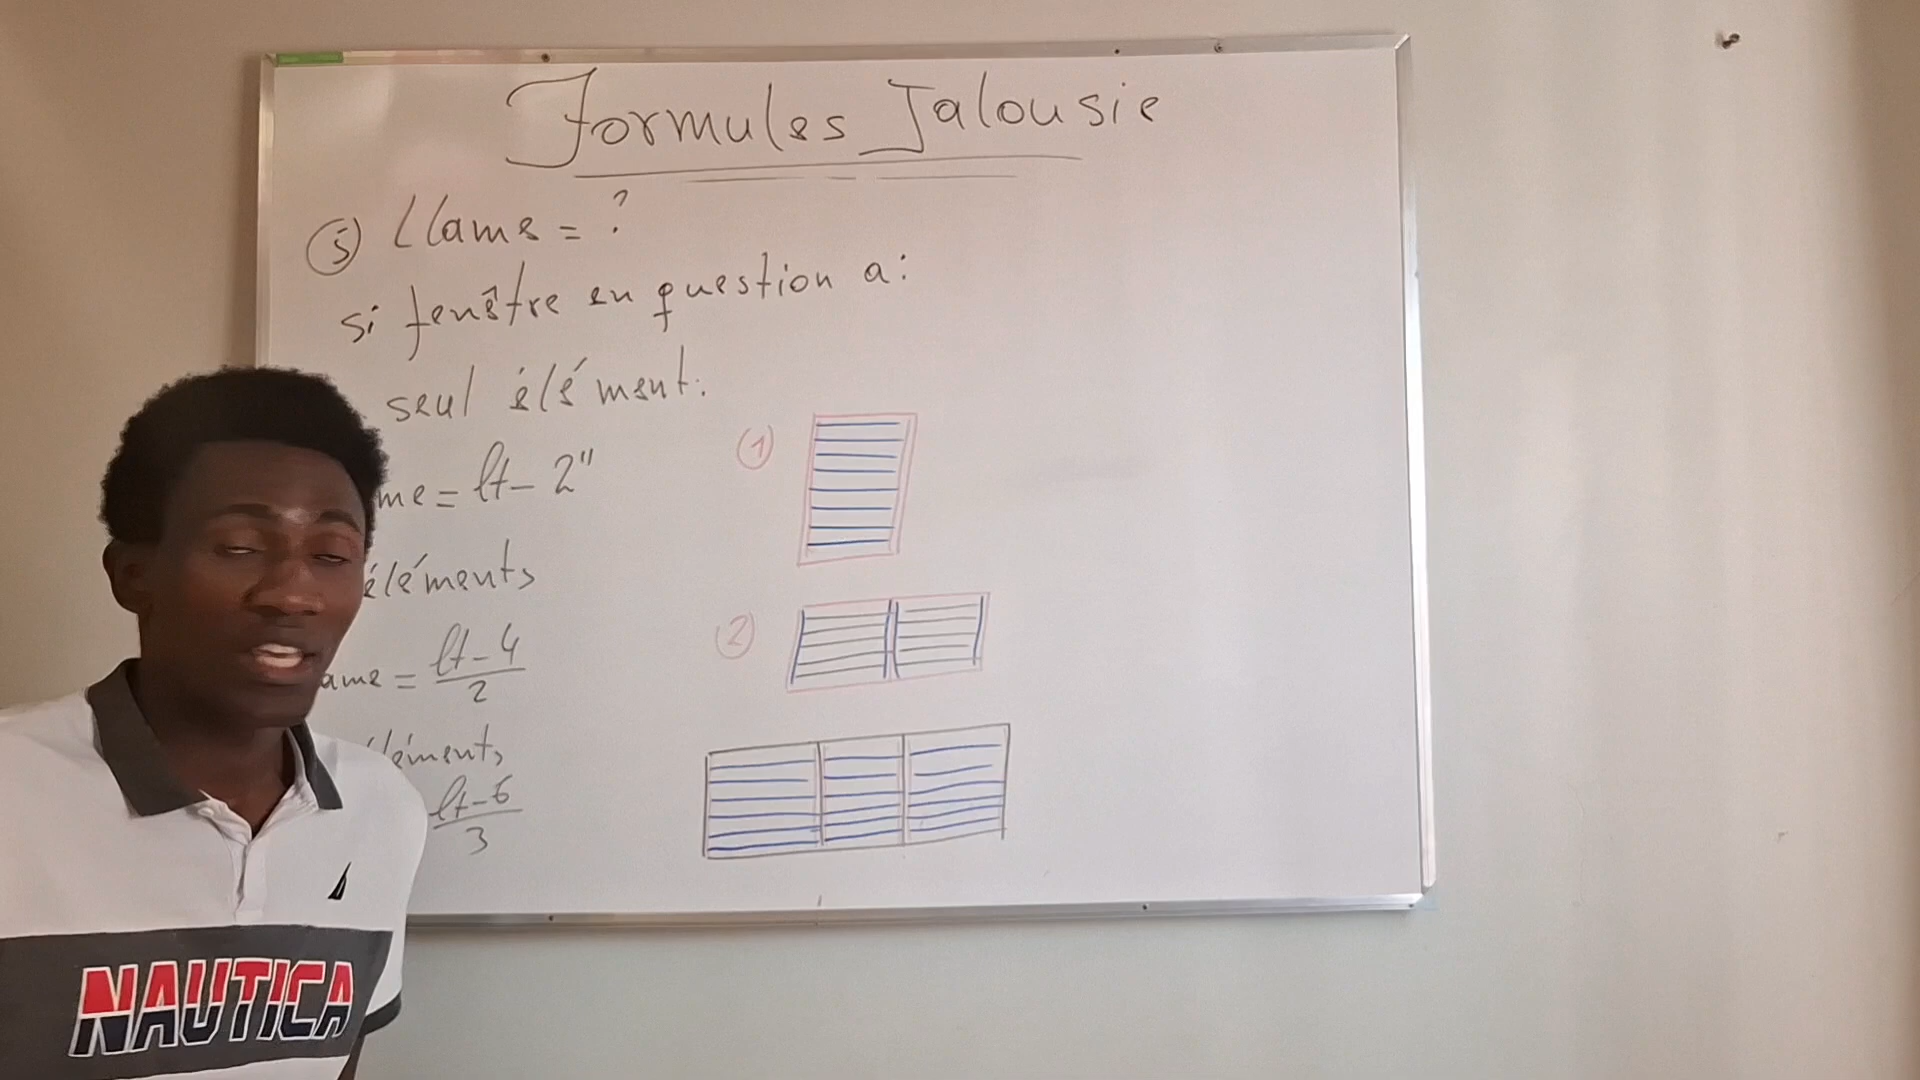 Formules Jalousie
5 Llame = ?
si fenêtre en question a:
seul élément.
me = lt - 2"
éléments
ame = lt - 4 / 2
léments
lt - 6 / 3
1
2
NAUTICA